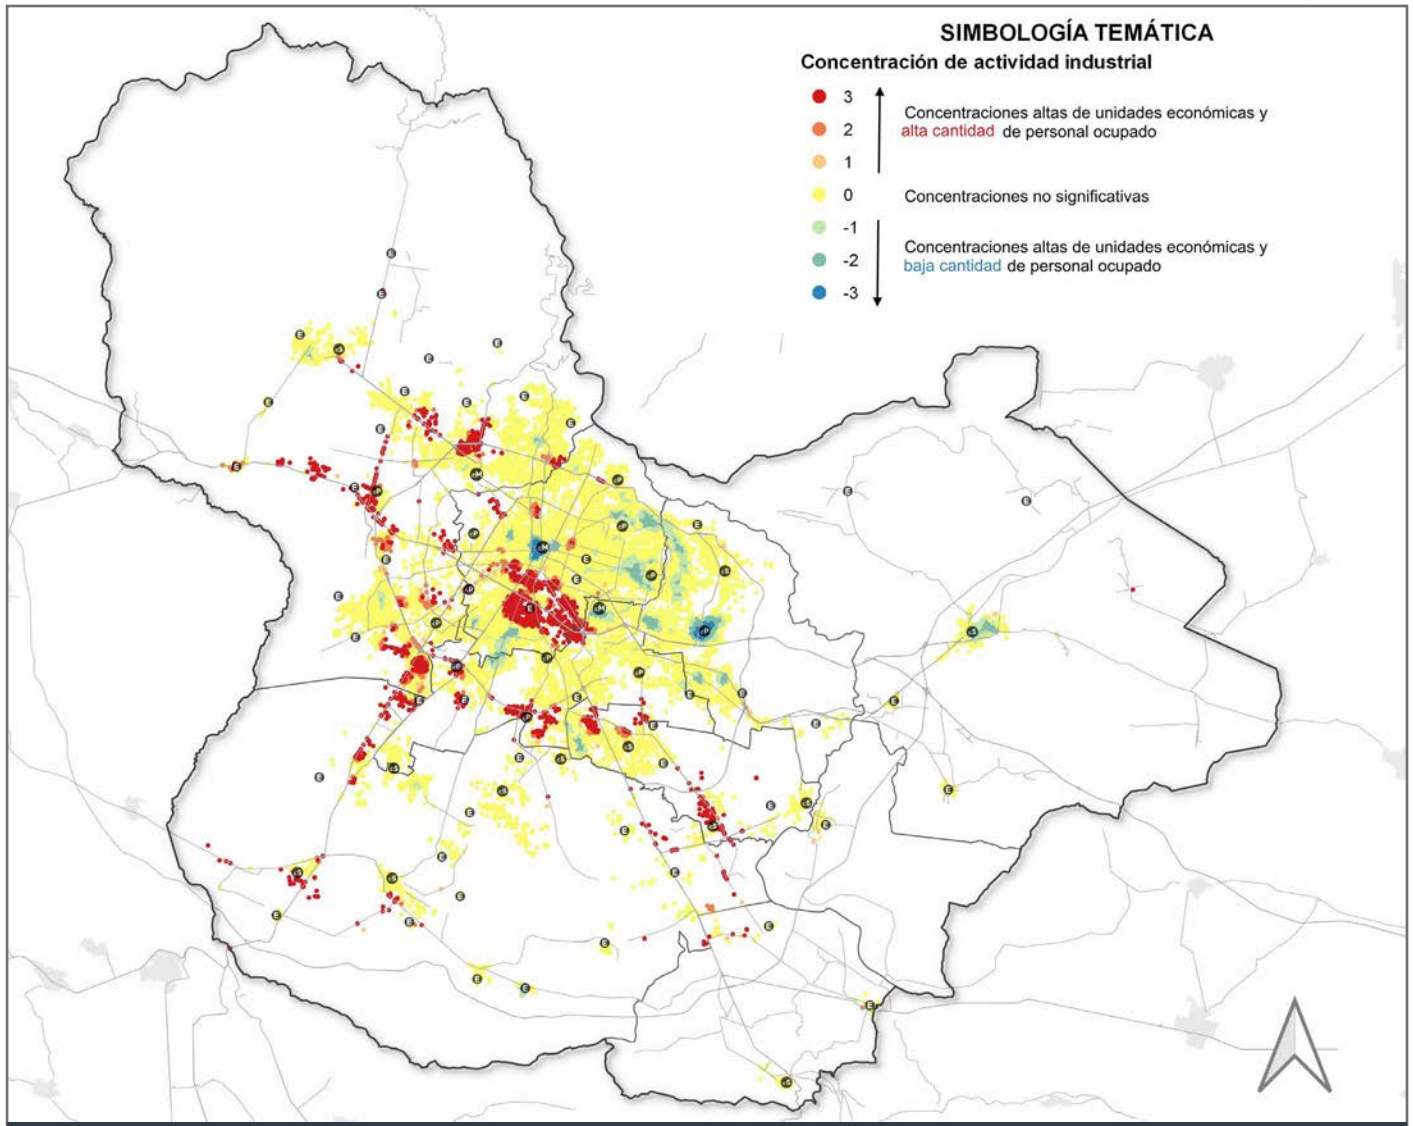 SIMBOLOGÍA TEMÁTICA
Concentración de actividad industrial
3
2
1
0
-1
-2
-3
Concentraciones altas de unidades económicas y
alta cantidad de personal ocupado
Concentraciones no significativas
Concentraciones altas de unidades económicas y
baja cantidad de personal ocupado